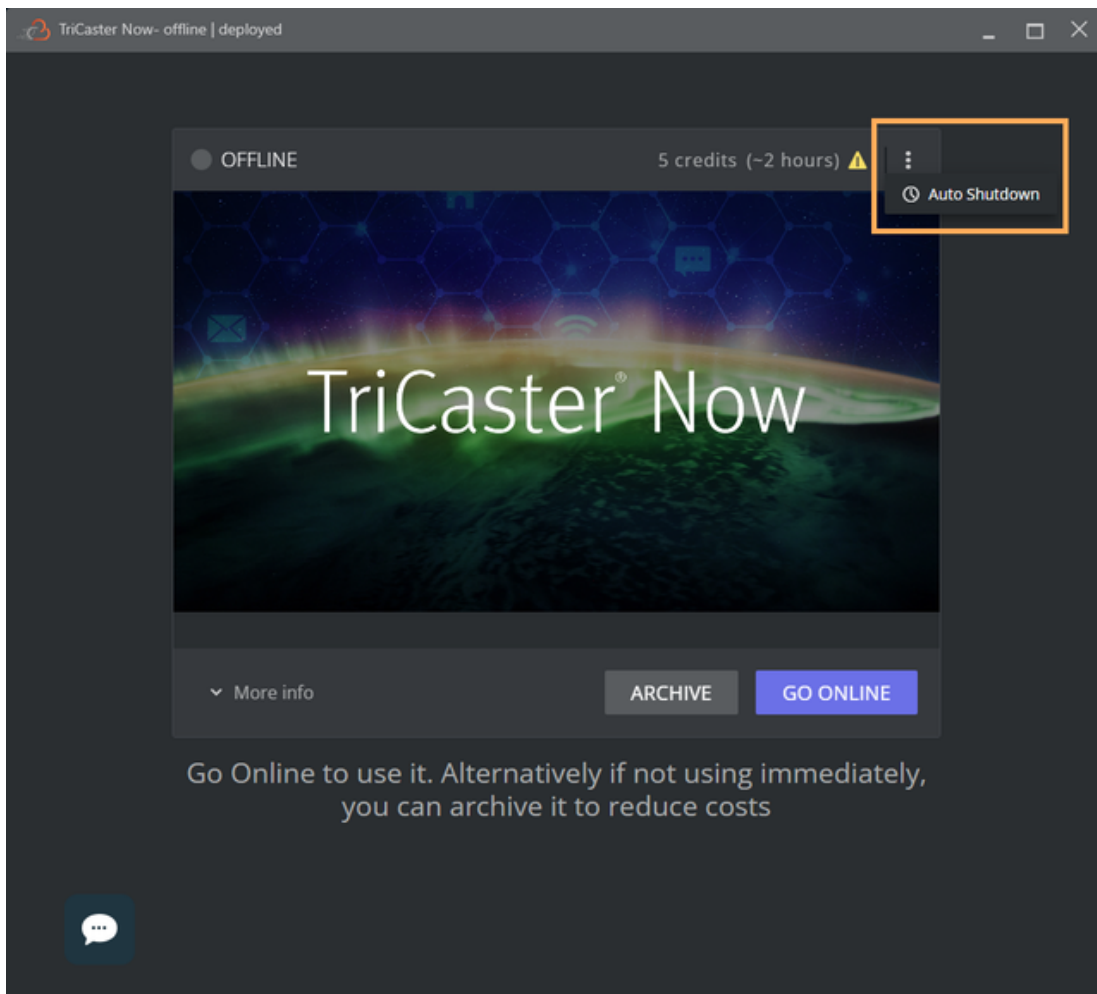 TriCaster Now- offline | deployed
OFFLINE
5 credits (~2 hours)
Auto Shutdown
TriCaster® Now
More info
ARCHIVE
GO ONLINE
Go Online to use it. Alternatively if not using immediately,
you can archive it to reduce costs